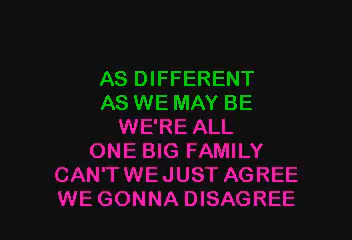 AS DIFFERENT
AS WE MAY BE
WE'RE ALL
ONE BIG FAMILY
CAN'T WE JUST AGREE
WE GONNA DISAGREE